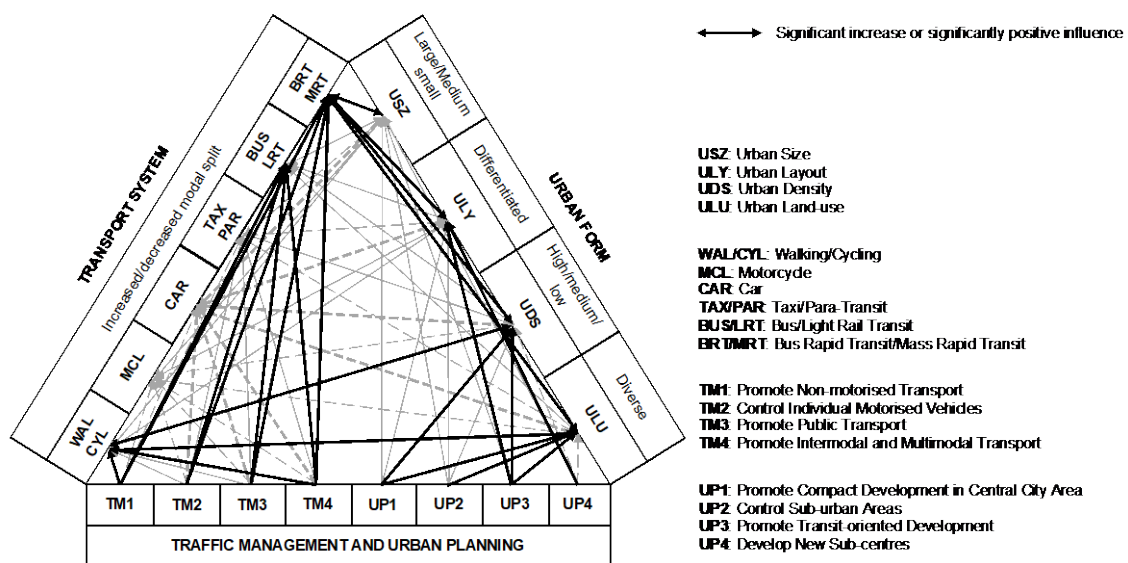 TRANSPORT SYSTEM
Increased/decreased modal split
BRT
MRT
BUS
LRT
TAX
PAR
CAR
MCL
WAL
CYL
URBAN FORM
Large/Medium
small
USZ
Differentiated
ULY
High/medium/
low
UDS
Diverse
ULU
TM1 TM2 TM3 TM4 UP1 UP2 UP3 UP4
TRAFFIC MANAGEMENT AND URBAN PLANNING
Significant increase or significantly positive influence
USZ: Urban Size
ULY: Urban Layout
UDS: Urban Density
ULU: Urban Land-use
WAL/CYL: Walking/Cycling
MCL: Motorcycle
CAR: Car
TAX/PAR: Taxi/Para-Transit
BUS/LRT: Bus/Light Rail Transit
BRT/MRT: Bus Rapid Transit/Mass Rapid Transit
TM1: Promote Non-motorised Transport
TM2: Control Individual Motorised Vehicles
TM3: Promote Public Transport
TM4: Promote Intermodal and Multimodal Transport
UP1: Promote Compact Development in Central City Area
UP2: Control Sub-urban Areas
UP3: Promote Transit-oriented Development
UP4: Develop New Sub-centres